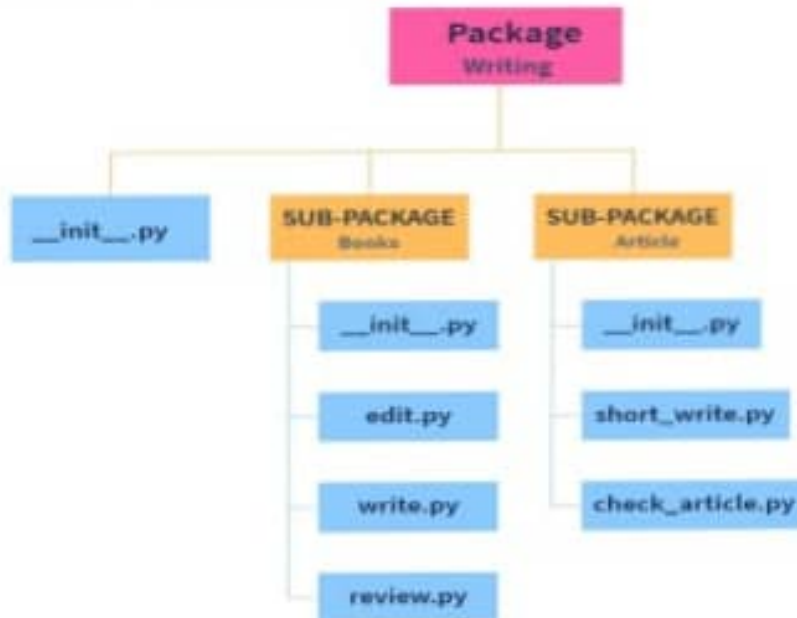 Package
Writing
__init__.py
SUB-PACKAGE
Books
SUB-PACKAGE
Article
__init__.py
edit.py
write.py
review.py
__init__.py
short_write.py
check_article.py